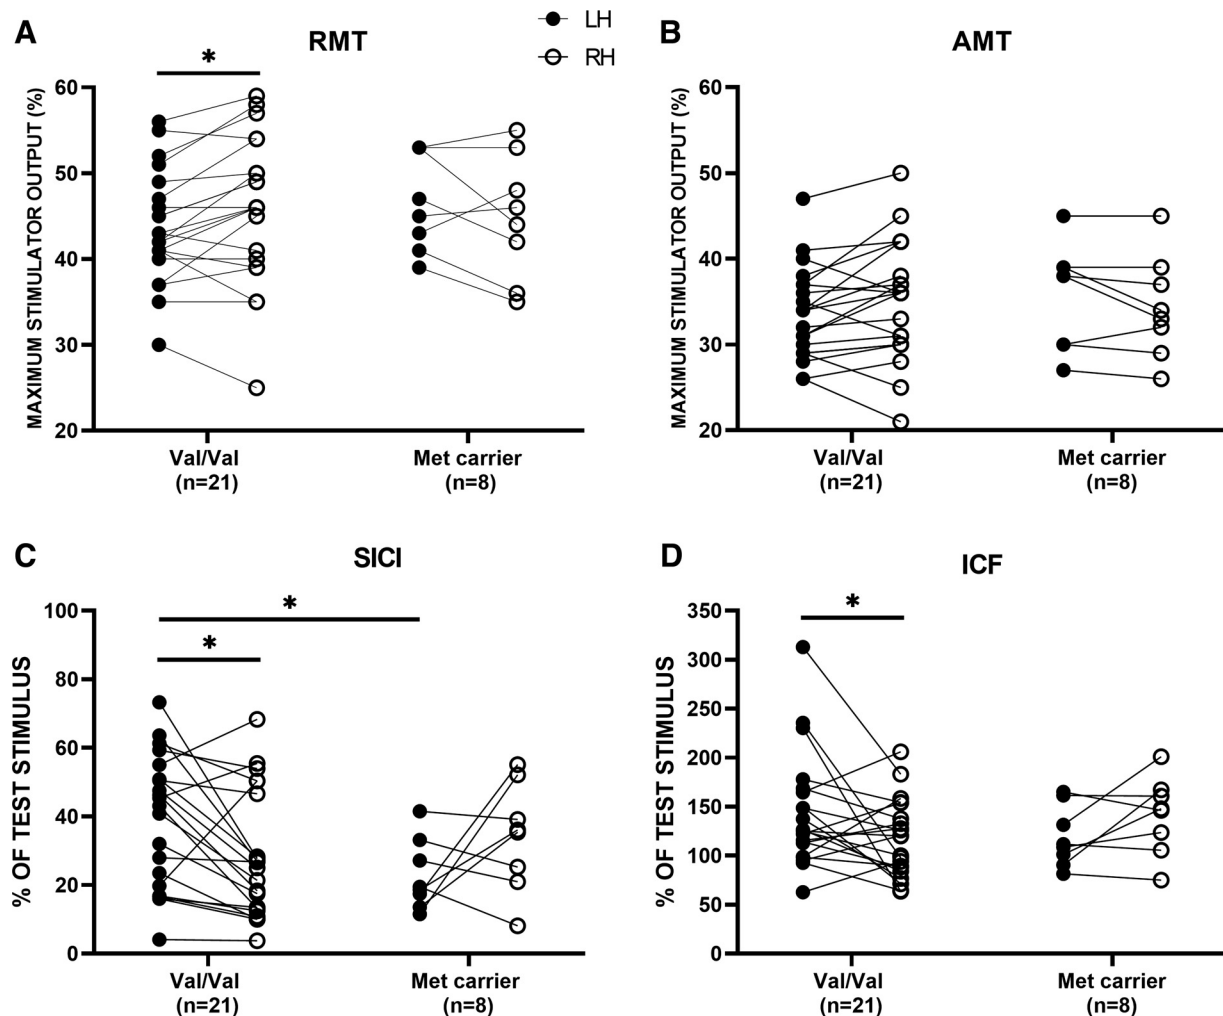 A
RMT
LH
RH
B
AMT
*
MAXIMUM STIMULATOR OUTPUT (%)
60
50
40
30
20
Val/Val
(n=21)
Met carrier
(n=8)
MAXIMUM STIMULATOR OUTPUT (%)
60
50
40
30
20
Val/Val
(n=21)
Met carrier
(n=8)
C
SICI
*
*
% OF TEST STIMULUS
100
80
60
40
20
0
Val/Val
(n=21)
Met carrier
(n=8)
D
ICF
*
% OF TEST STIMULUS
350
300
250
200
150
100
50
0
Val/Val
(n=21)
Met carrier
(n=8)